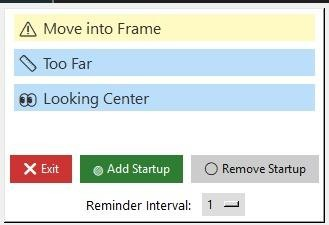 Move into Frame
Too Far
Looking Center
Exit Add Startup Remove Startup
Reminder Interval: 1